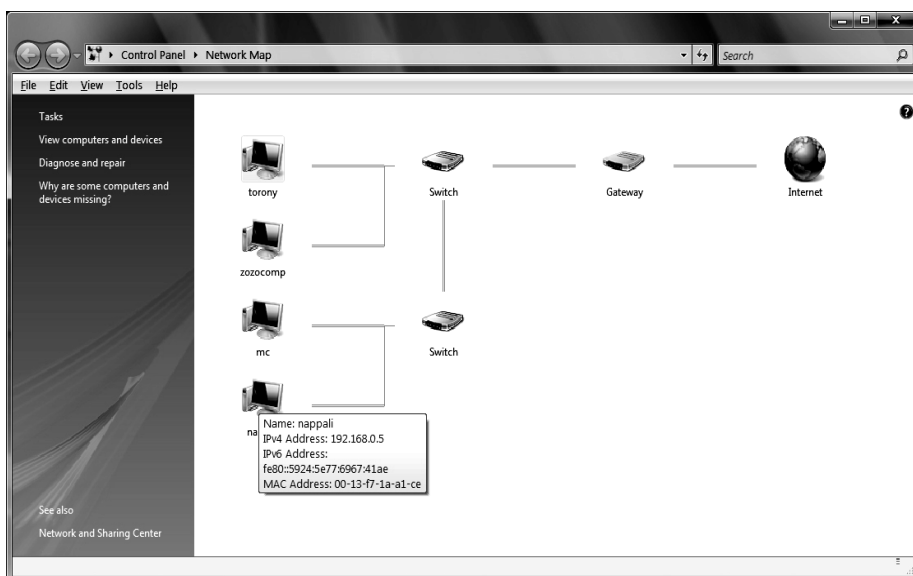 Control Panel ▸ Network Map
Search
File Edit View Tools Help
Tasks
View computers and devices
Diagnose and repair
Why are some computers and
devices missing?
torony
Switch
Gateway
Internet
zozocomp
mc
Switch
na
Name: nappali
IPv4 Address: 192.168.0.5
IPv6 Address:
fe80::5924:5e77:6967:41ae
MAC Address: 00-13-f7-1a-a1-ce
See also
Network and Sharing Center